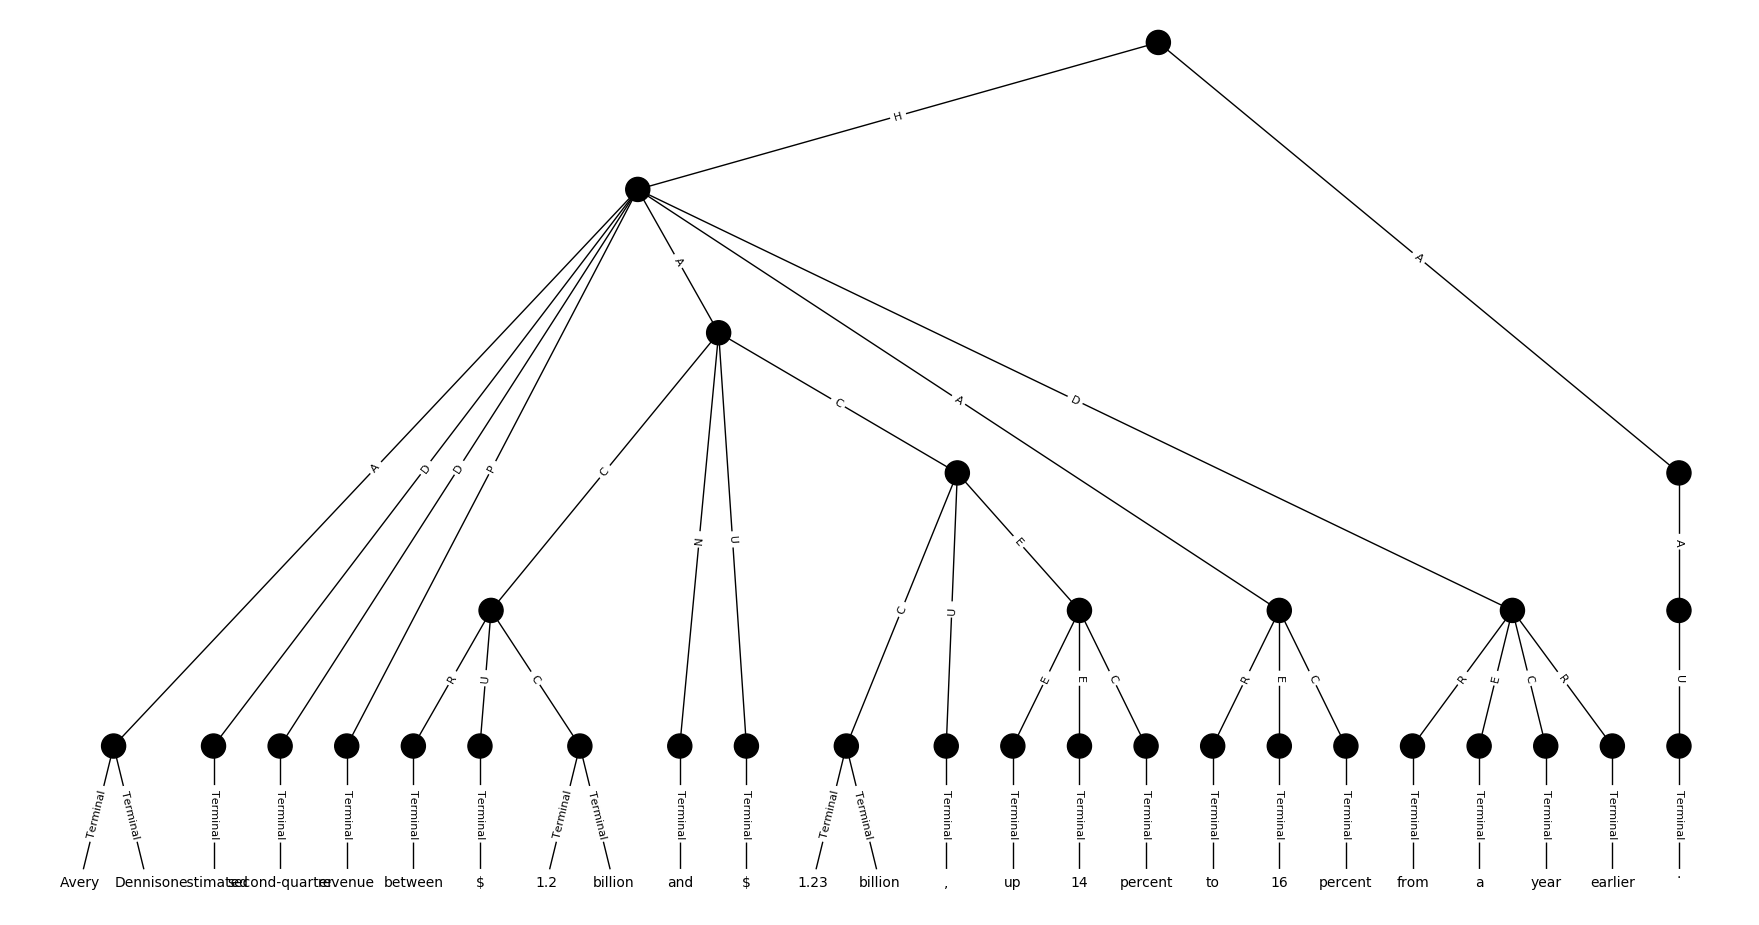 H
A
A
A
D
C
A
D
D
P
C
E
N
U
A
C
U
R
U
C
E
E
C
R
E
C
R
E
C
R
U
Terminal Terminal Terminal Terminal Terminal Terminal Terminal Terminal Terminal Terminal Terminal Terminal Terminal Terminal Terminal Terminal Terminal Terminal Terminal Terminal Terminal Terminal Terminal Terminal Terminal
Avery Dennison estimated second-quarter revenue between $ 1.2 billion and $ 1.23 billion , up 14 percent to 16 percent from a year earlier .